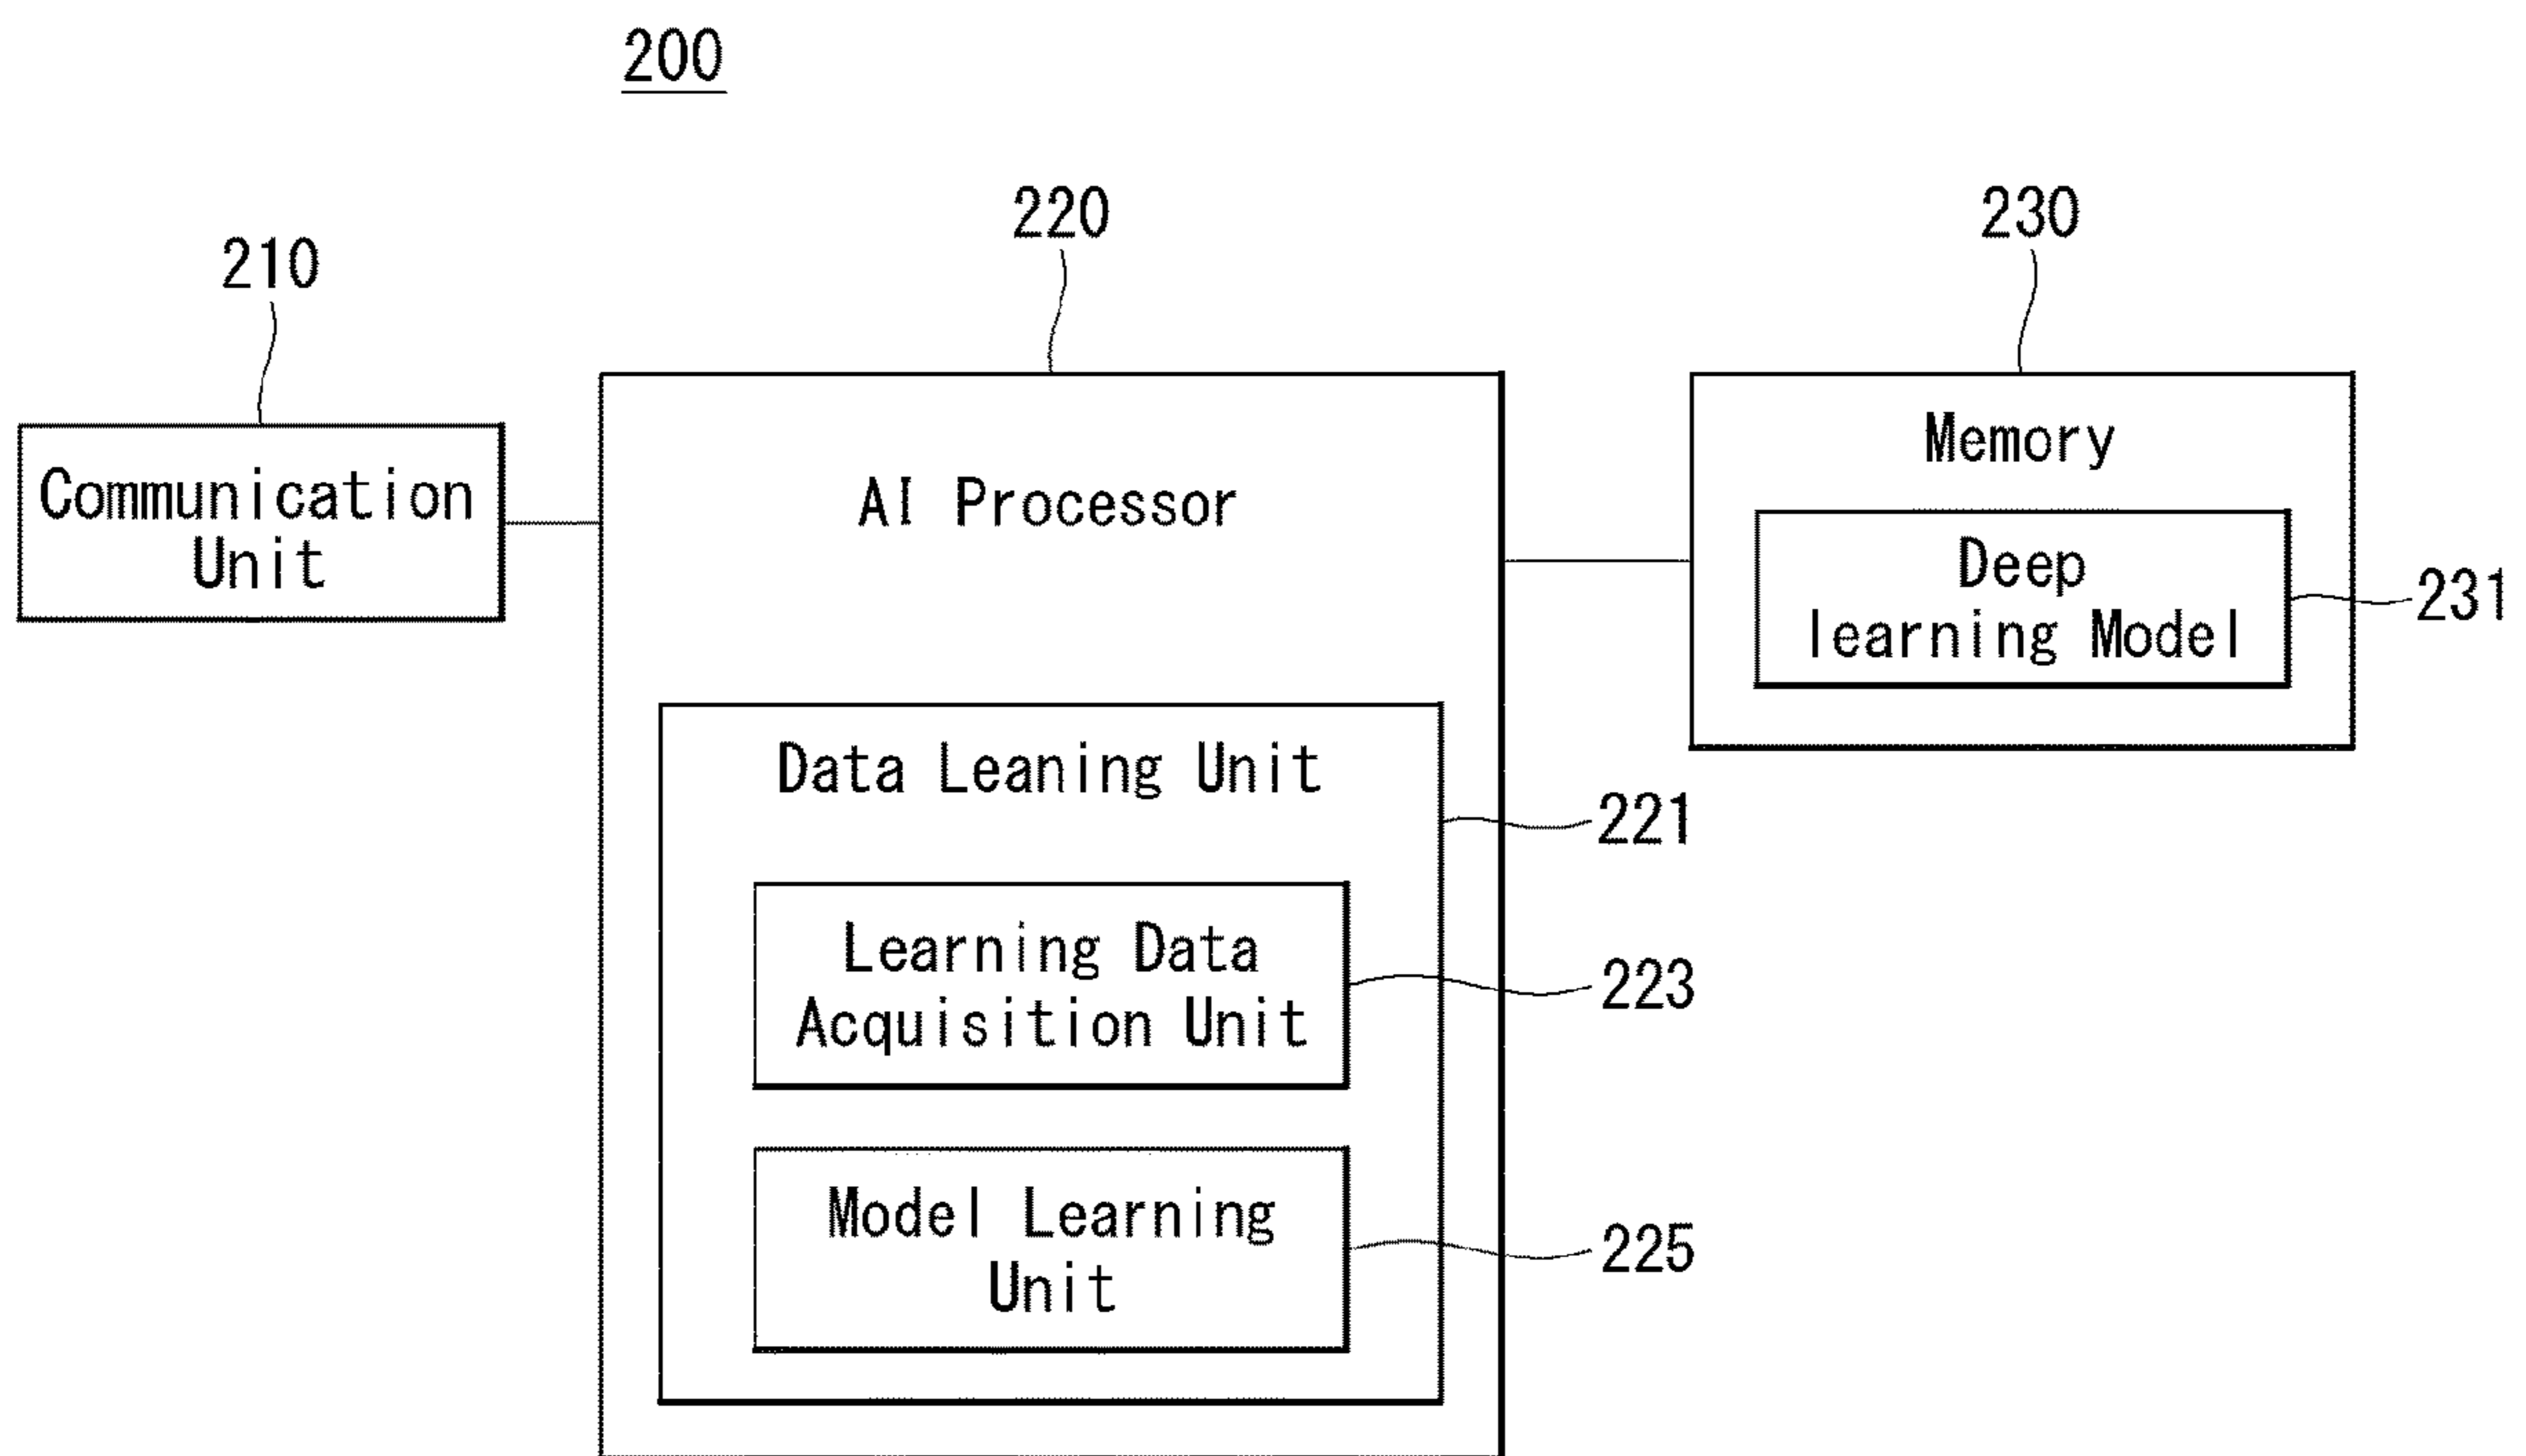 200
210
220
230
Communication
Unit
AI Processor
Memory
Deep
learning Model
231
Data Leaning Unit
221
Learning Data
Acquisition Unit
223
Model Learning
Unit
225